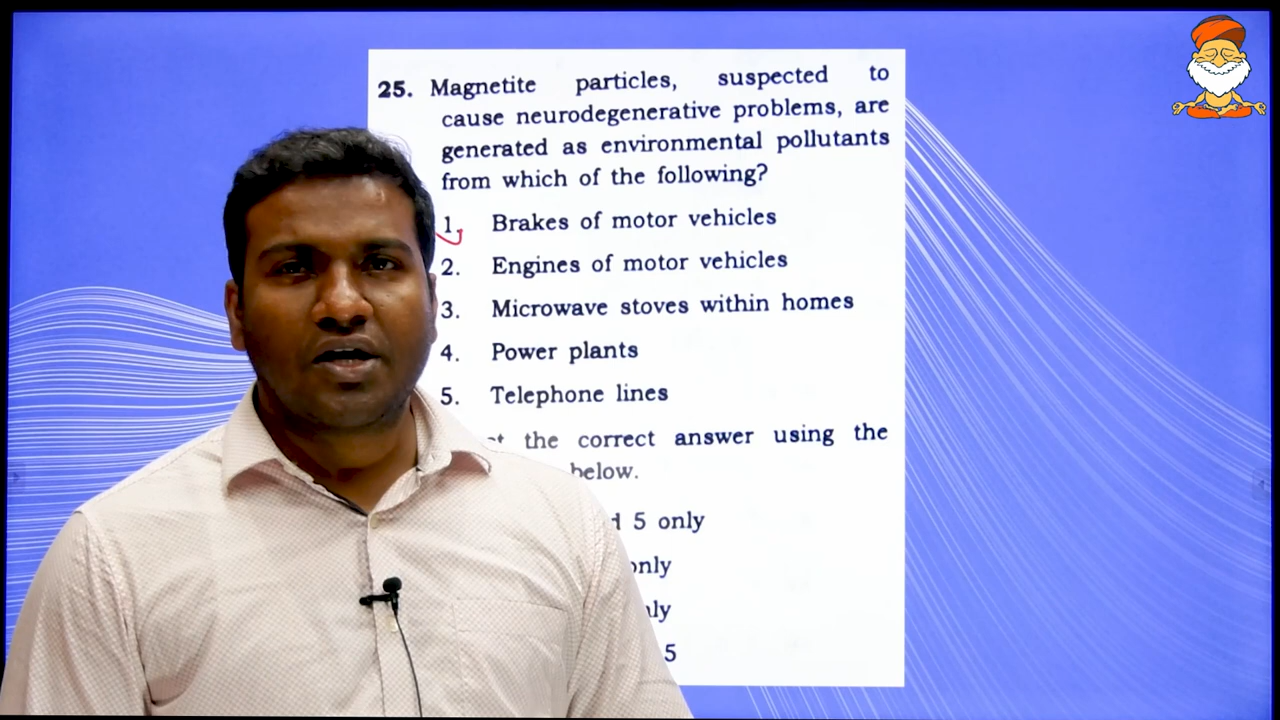 25. Magnetite particles, suspected to
cause neurodegenerative problems, are
generated as environmental pollutants
from which of the following?
1. Brakes of motor vehicles
2. Engines of motor vehicles
3. Microwave stoves within homes
4. Power plants
5. Telephone lines
the correct answer using the
below.
5 only
only
5